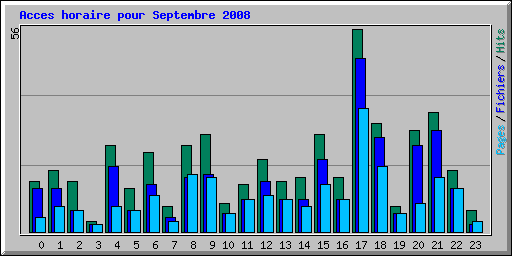 Acces horaire pour Septembre 2008
56
Pages / Fichiers / Hits
0 1 2 3 4 5 6 7 8 9 10 11 12 13 14 15 16 17 18 19 20 21 22 23